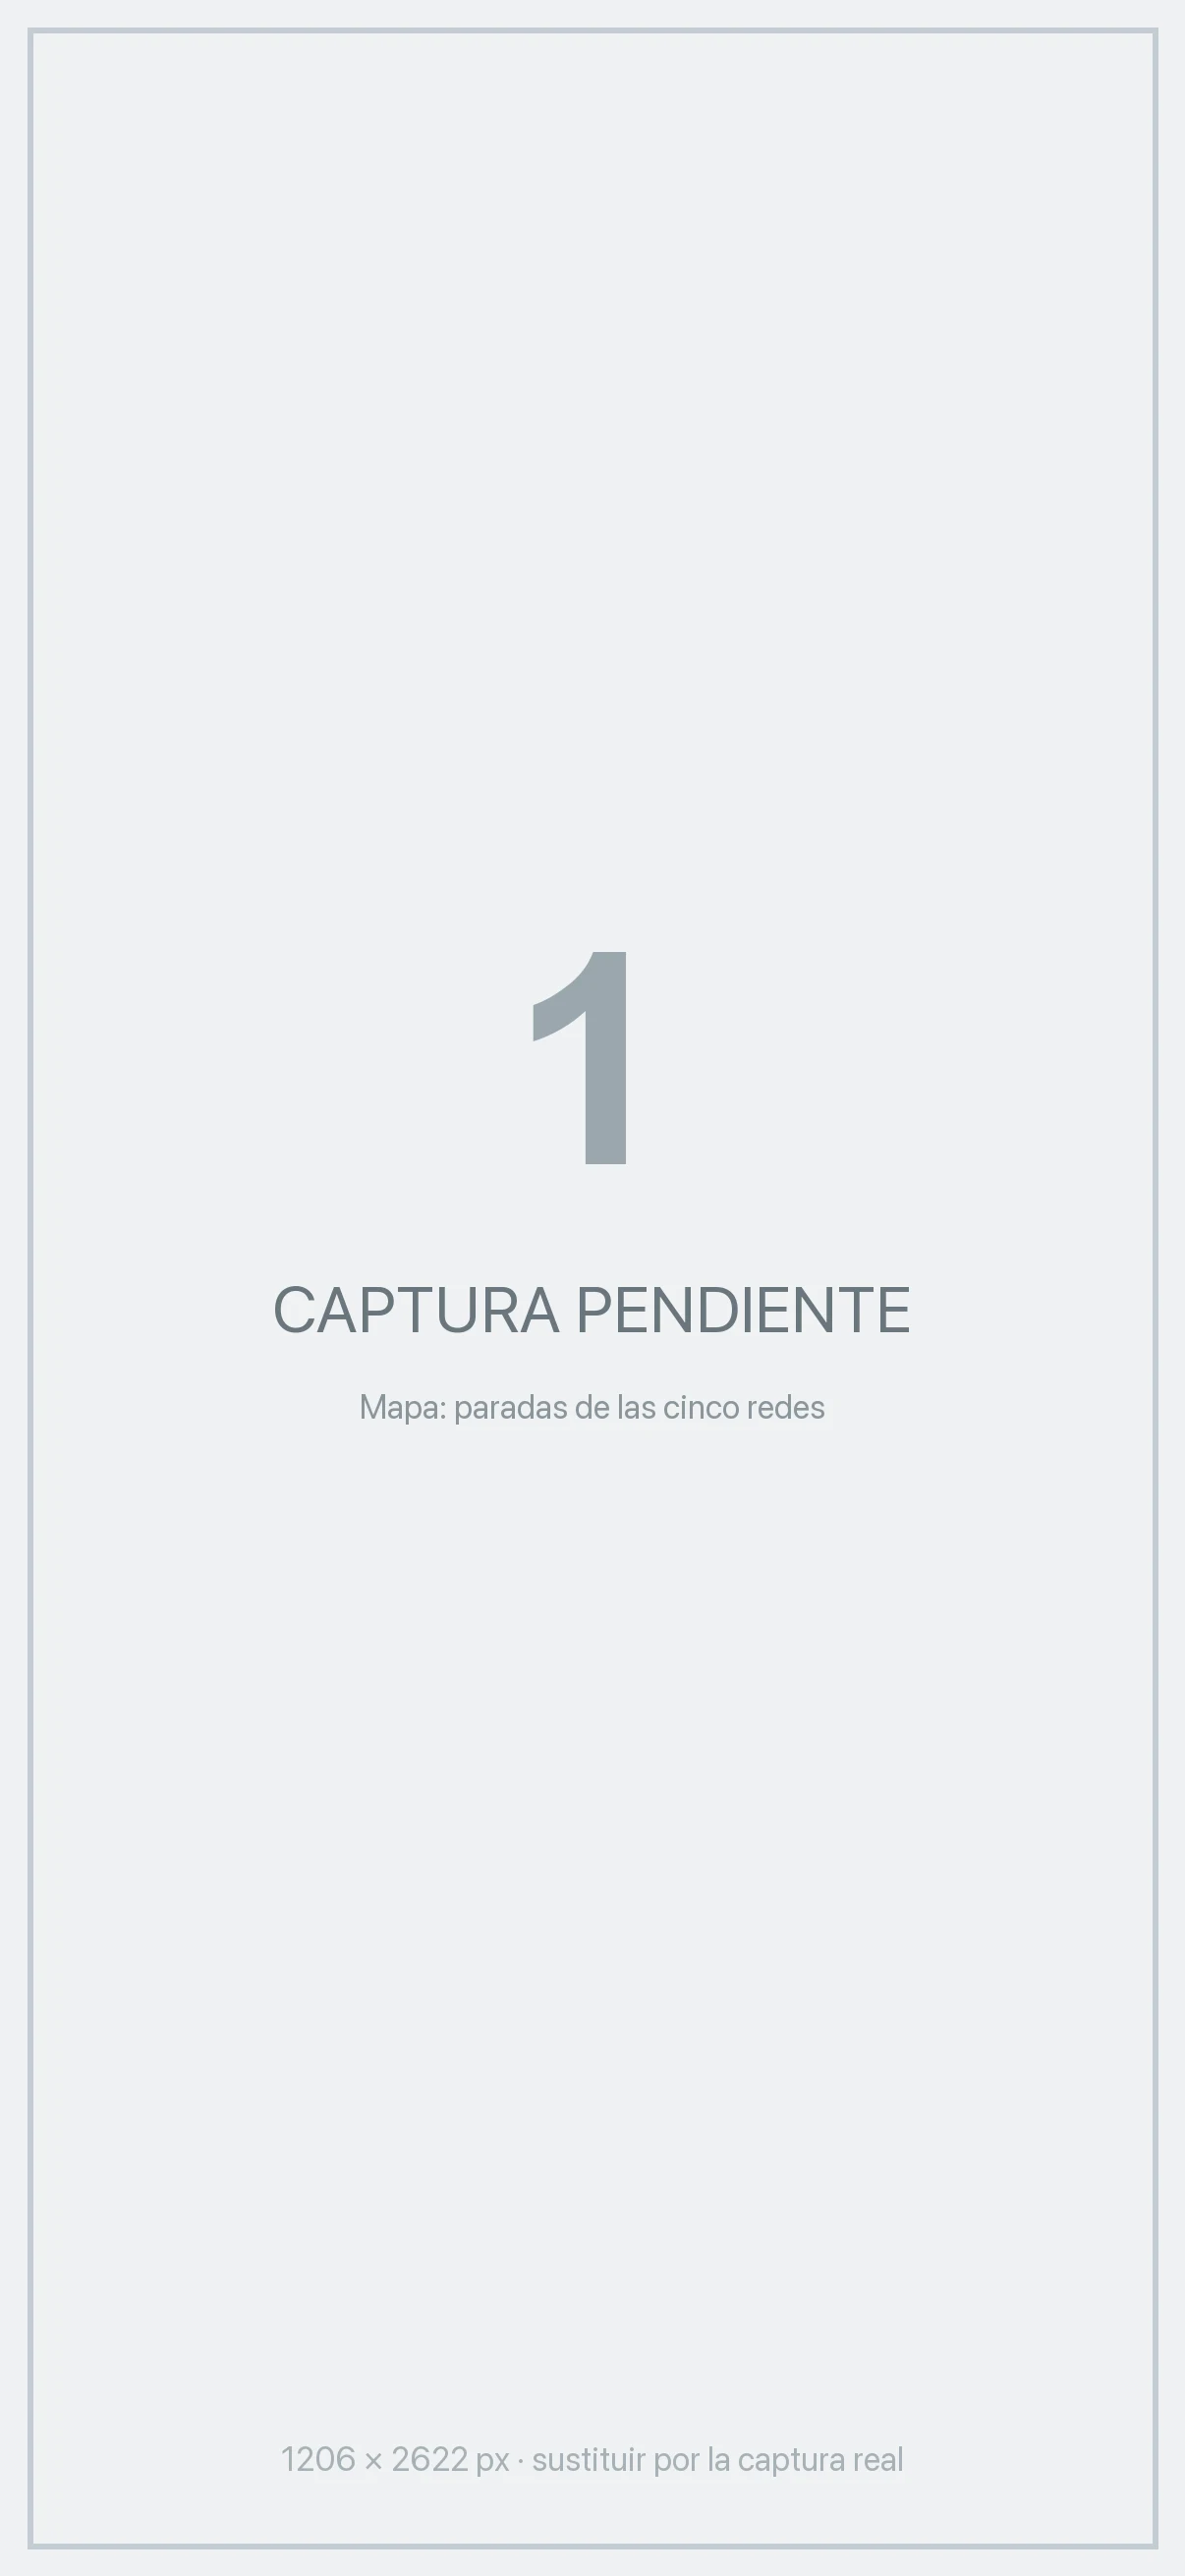 1
CAPTURA PENDIENTE
Mapa: paradas de las cinco redes
1206 × 2622 px · sustituir por la captura real